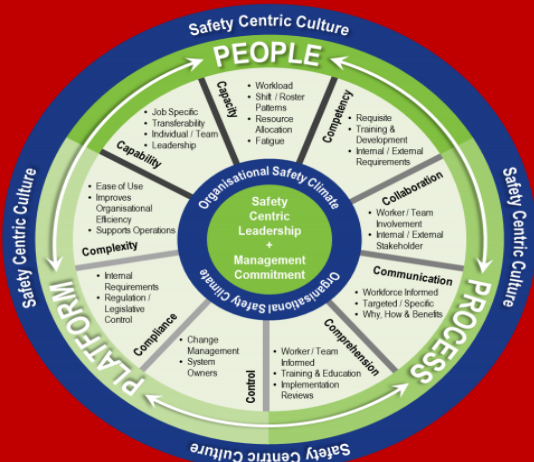 Safety Centric Culture
PEOPLE
Capacity
• Workload
• Shift / Roster
Patterns
• Resource
Allocation
• Fatigue
Competency
• Requisite
• Training &
Development
• Internal / External
Requirements
Collaboration
• Worker / Team
Involvement
• Internal / External
Stakeholder
Communication
• Workforce Informed
• Targeted / Specific
• Why, How & Benefits
Comprehension
• Worker / Team
Informed
• Training & Education
• Implementation
Reviews
Control
• Change
Management
• System
Owners
Compliance
• Internal
Requirements
• Regulation /
Legislative
Control
Complexity
• Ease of Use
• Improves
Organisational
Efficiency
• Supports Operations
Capability
• Job Specific
• Transferability
• Individual / Team
• Leadership
Organisational Safety Climate
Safety
Centric
Leadership
+
Management
Commitment
Organisational Safety Climate
PLATFORM
PROCESS
Safety Centric Culture
Safety Centric Culture
Safety Centric Culture